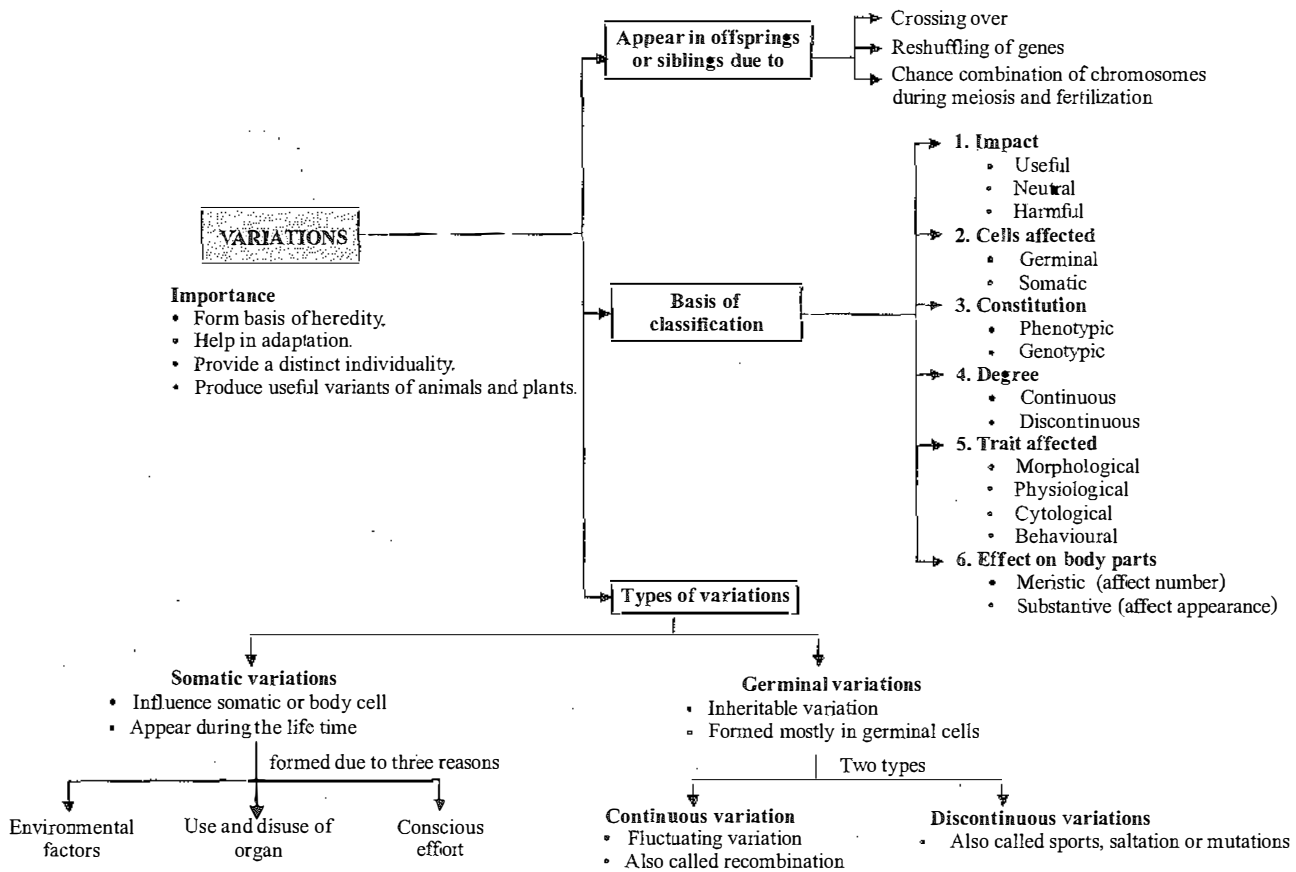 Appear in offsprings
or siblings due to
Crossing over
Reshuffling of genes
Chance combination of chromosomes
during meiosis and fertilization
VARIATIONS
Importance
• Form basis of heredity.
• Help in adaptation.
• Provide a distinct individuality.
• Produce useful variants of animals and plants.
Basis of
classification
1. Impact
• Useful
• Neutral
• Harmful
2. Cells affected
• Germinal
• Somatic
3. Constitution
• Phenotypic
• Genotypic
4. Degree
• Continuous
• Discontinuous
5. Trait affected
• Morphological
• Physiological
• Cytological
• Behavioural
6. Effect on body parts
• Meristic (affect number)
• Substantive (affect appearance)
Types of variations
Somatic variations
• Influence somatic or body cell
• Appear during the life time
formed due to three reasons
Environmental
factors
Use and disuse of
organ
Conscious
effort
Germinal variations
• Inheritable variation
• Formed mostly in germinal cells
Two types
Continuous variation
• Fluctuating variation
• Also called recombination
Discontinuous variations
• Also called sports, saltation or mutations